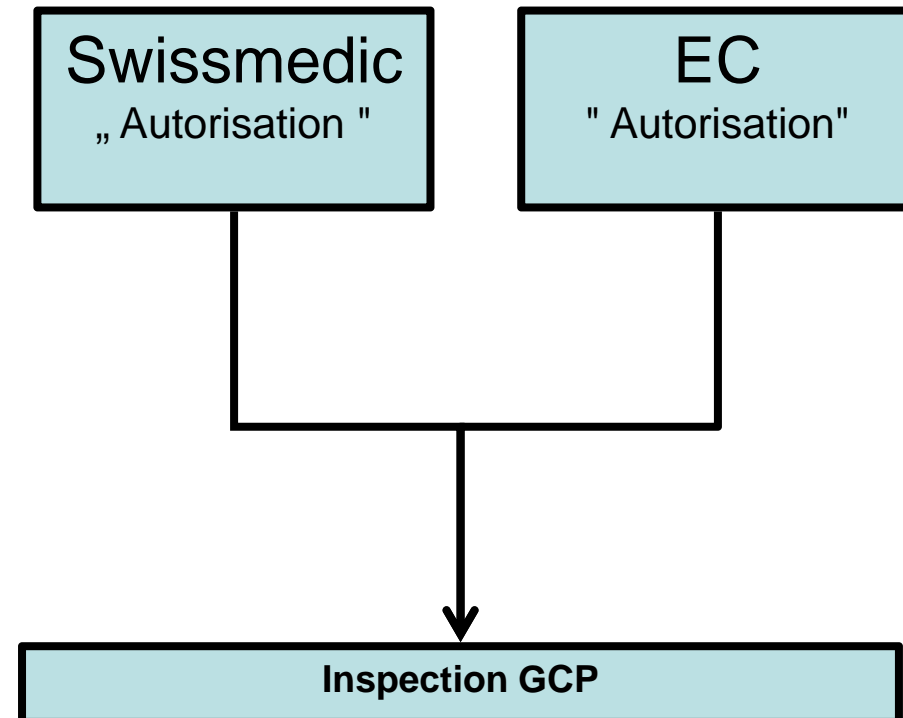 Swissmedic
„ Autorisation "
EC
" Autorisation"
Inspection GCP